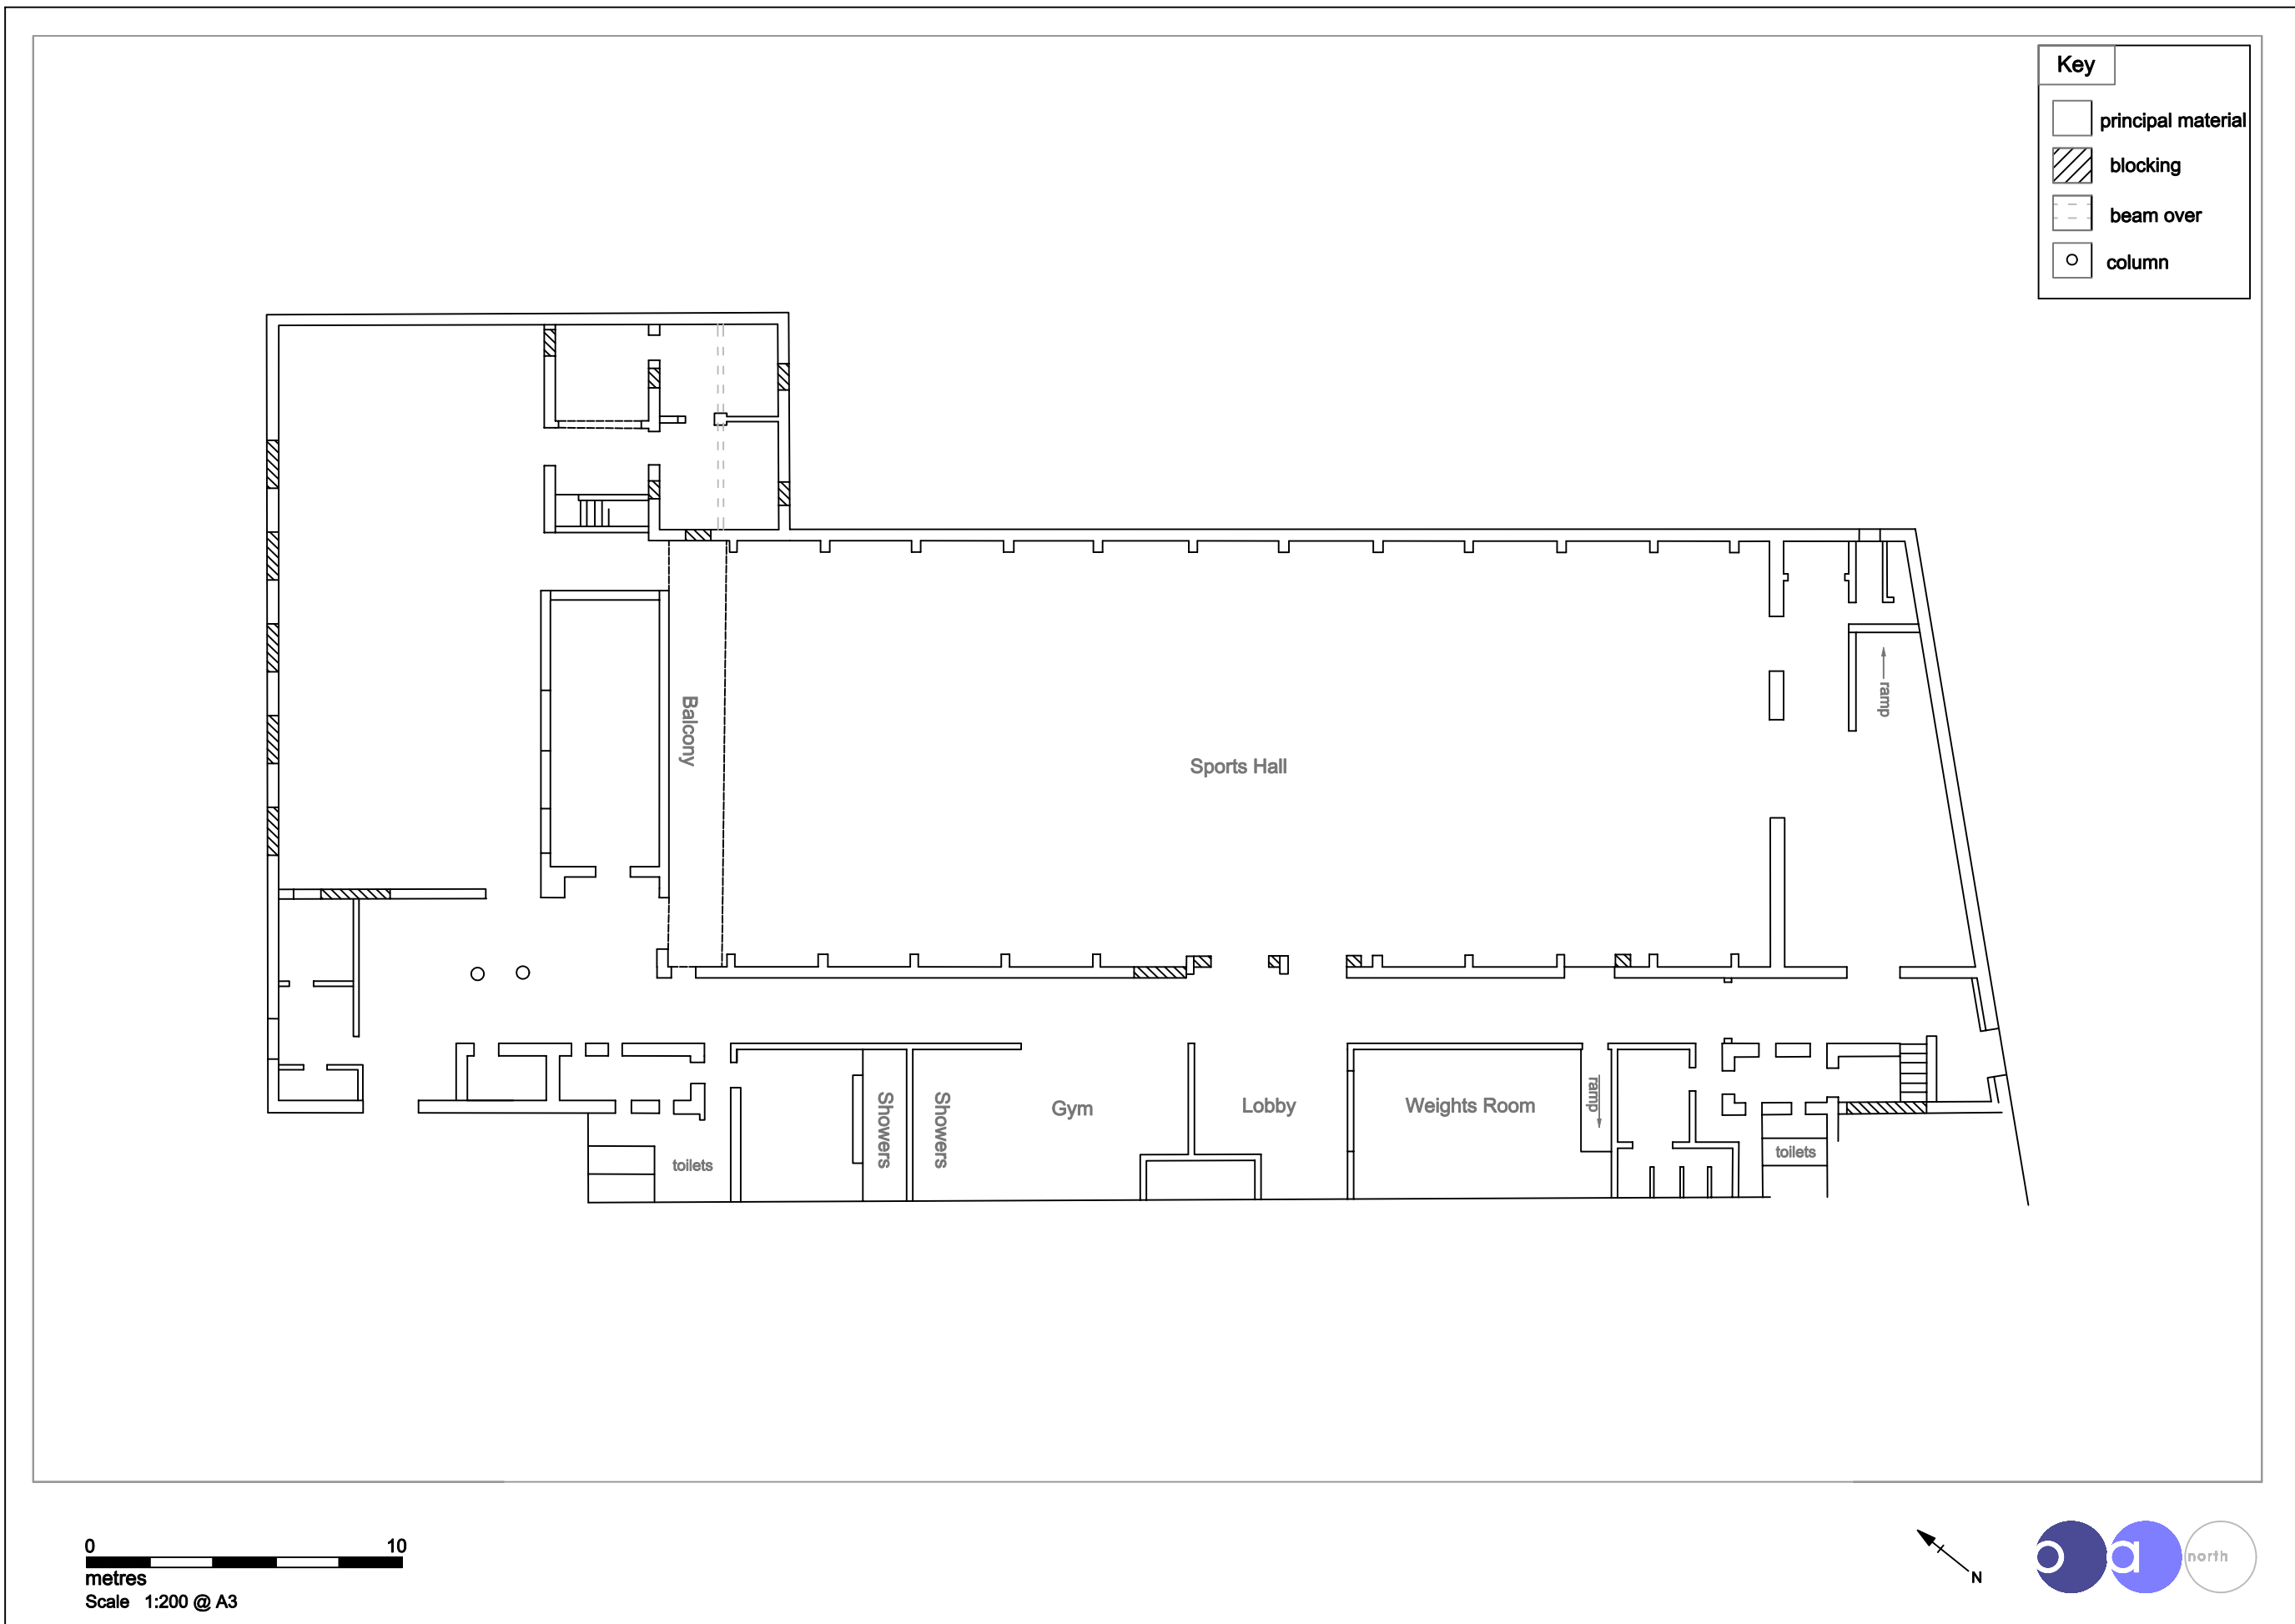 Key
principal material
blocking
beam over
column
ramp
Balcony
Sports Hall
Showers
Showers
Gym
Lobby
Weights Room
ramp
toilets
toilets
0 10
metres
Scale 1:200 @ A3
N
oa north